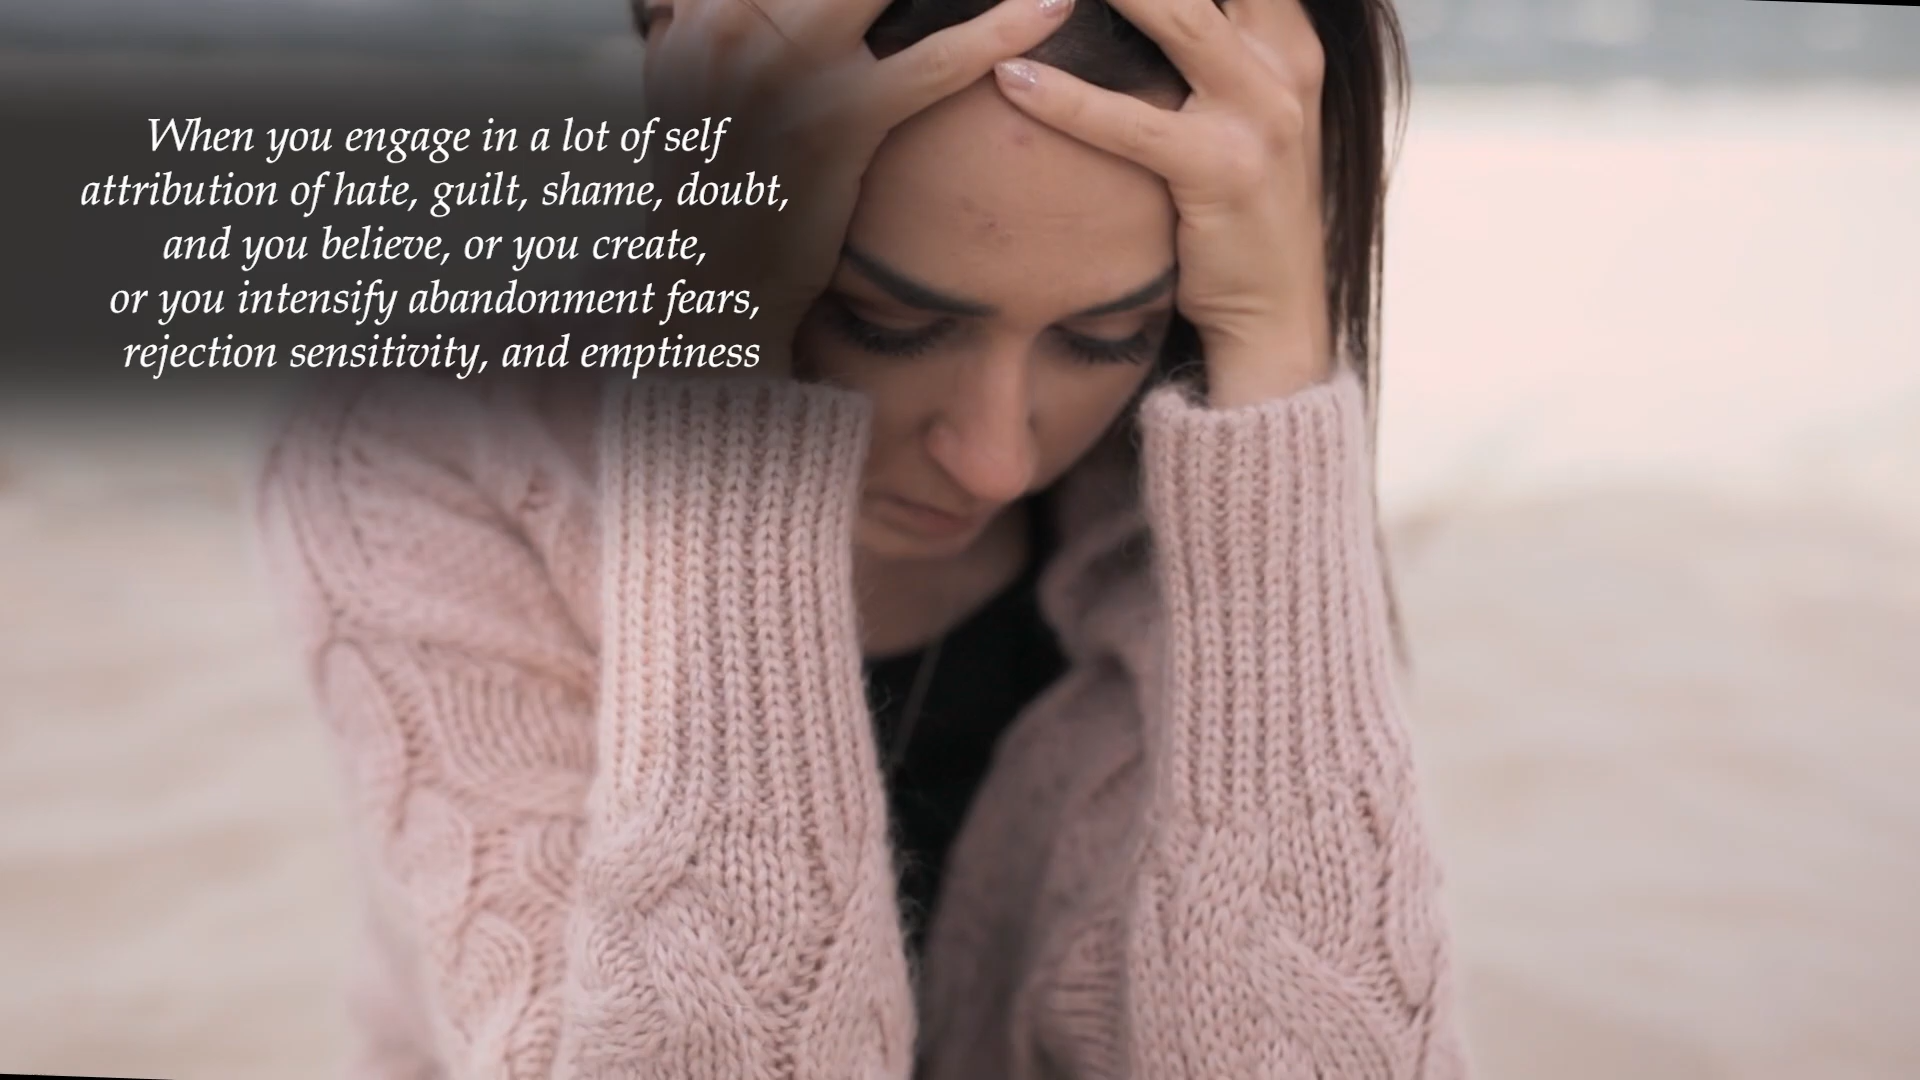 When you engage in a lot of self
attribution of hate, guilt, shame, doubt,
and you believe, or you create,
or you intensify abandonment fears,
rejection sensitivity, and emptiness